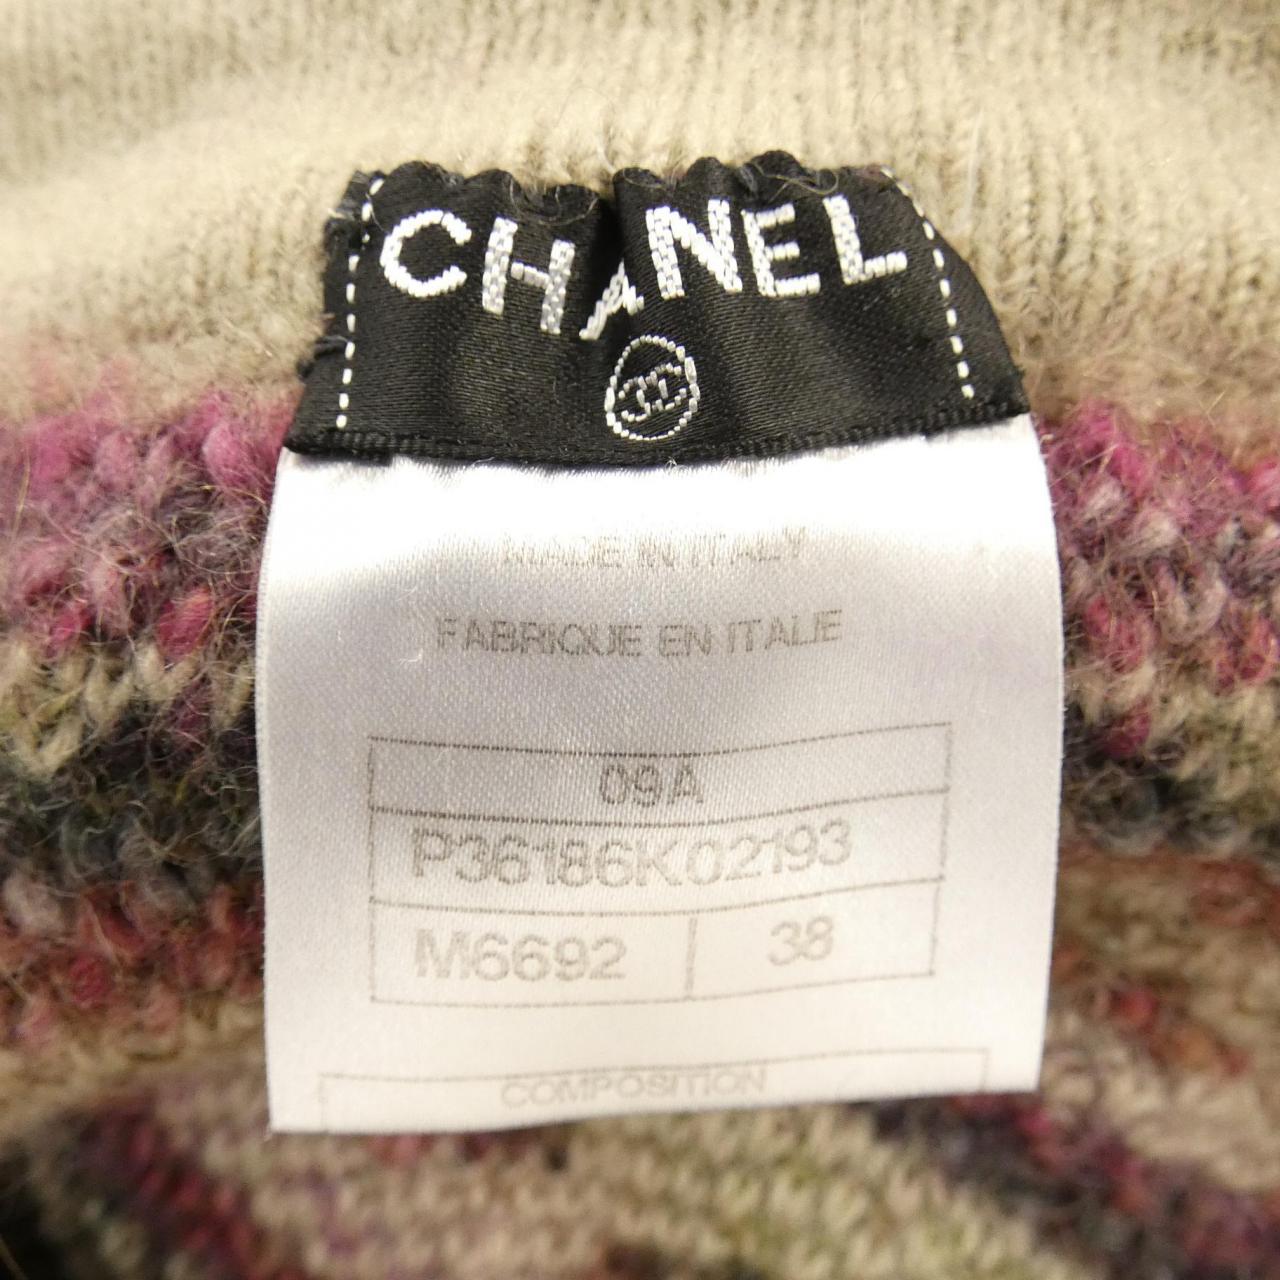 CHANEL
MADE IN ITALY
FABRIQUE EN ITALIE
09A
P36186K02193
M6692 38
COMPOSITION